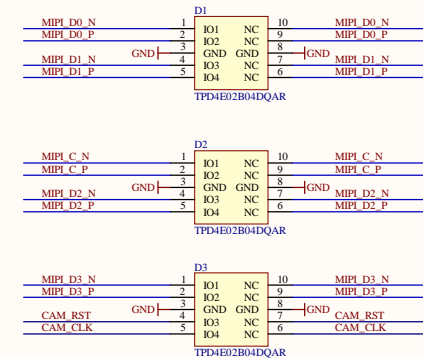 D1
MIPI_D0_N 1 IO1 NC 10 MIPI_D0_N
MIPI_D0_P 2 IO2 NC 9 MIPI_D0_P
GND 3 GND GND 8 GND
MIPI_D1_N 4 IO3 NC 7 MIPI_D1_N
MIPI_D1_P 5 IO4 NC 6 MIPI_D1_P
TPD4E02B04DQAR
D2
MIPI_C_N 1 IO1 NC 10 MIPI_C_N
MIPI_C_P 2 IO2 NC 9 MIPI_C_P
GND 3 GND GND 8 GND
MIPI_D2_N 4 IO3 NC 7 MIPI_D2_N
MIPI_D2_P 5 IO4 NC 6 MIPI_D2_P
TPD4E02B04DQAR
D3
MIPI_D3_N 1 IO1 NC 10 MIPI_D3_N
MIPI_D3_P 2 IO2 NC 9 MIPI_D3_P
GND 3 GND GND 8 GND
CAM_RST 4 IO3 NC 7 CAM_RST
CAM_CLK 5 IO4 NC 6 CAM_CLK
TPD4E02B04DQAR